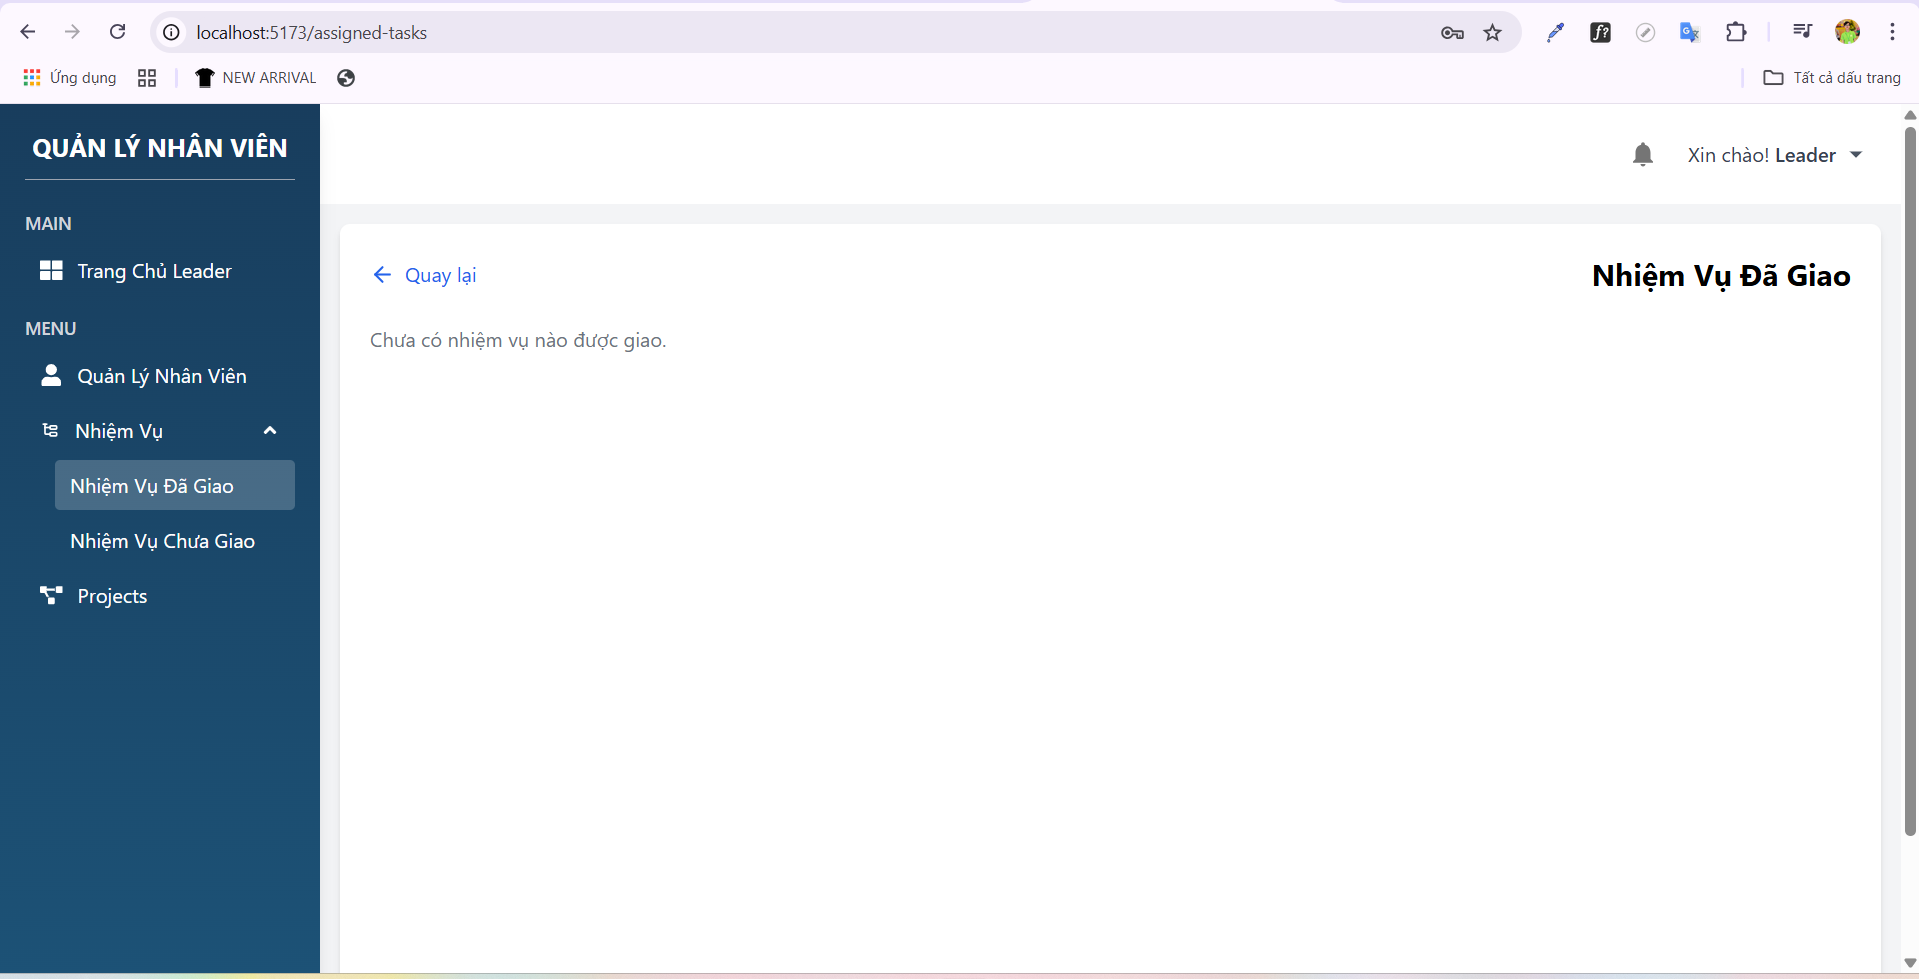 localhost:5173/assigned-tasks
Ứng dụng
NEW ARRIVAL
Tất cả dấu trang
QUẢN LÝ NHÂN VIÊN
MAIN
Trang Chủ Leader
MENU
Quản Lý Nhân Viên
Nhiệm Vụ
Nhiệm Vụ Đã Giao
Nhiệm Vụ Chưa Giao
Projects
Xin chào! Leader
Quay lại
Nhiệm Vụ Đã Giao
Chưa có nhiệm vụ nào được giao.